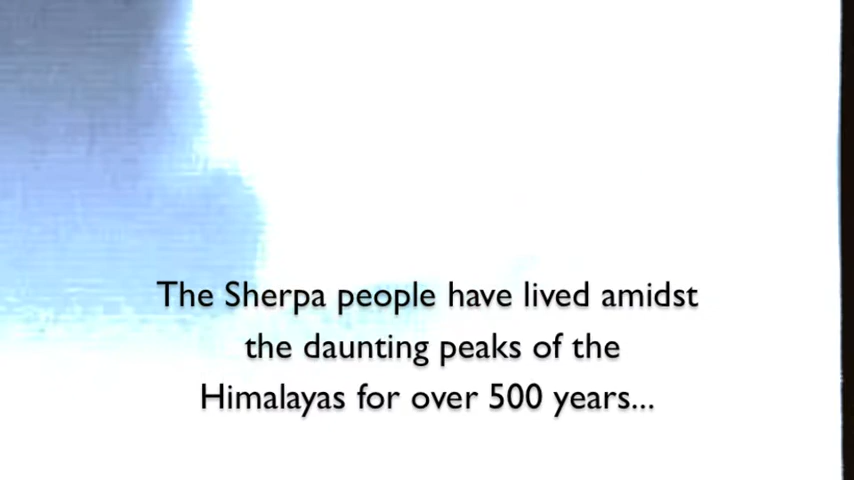 The Sherpa people have lived amidst
the daunting peaks of the
Himalayas for over 500 years...